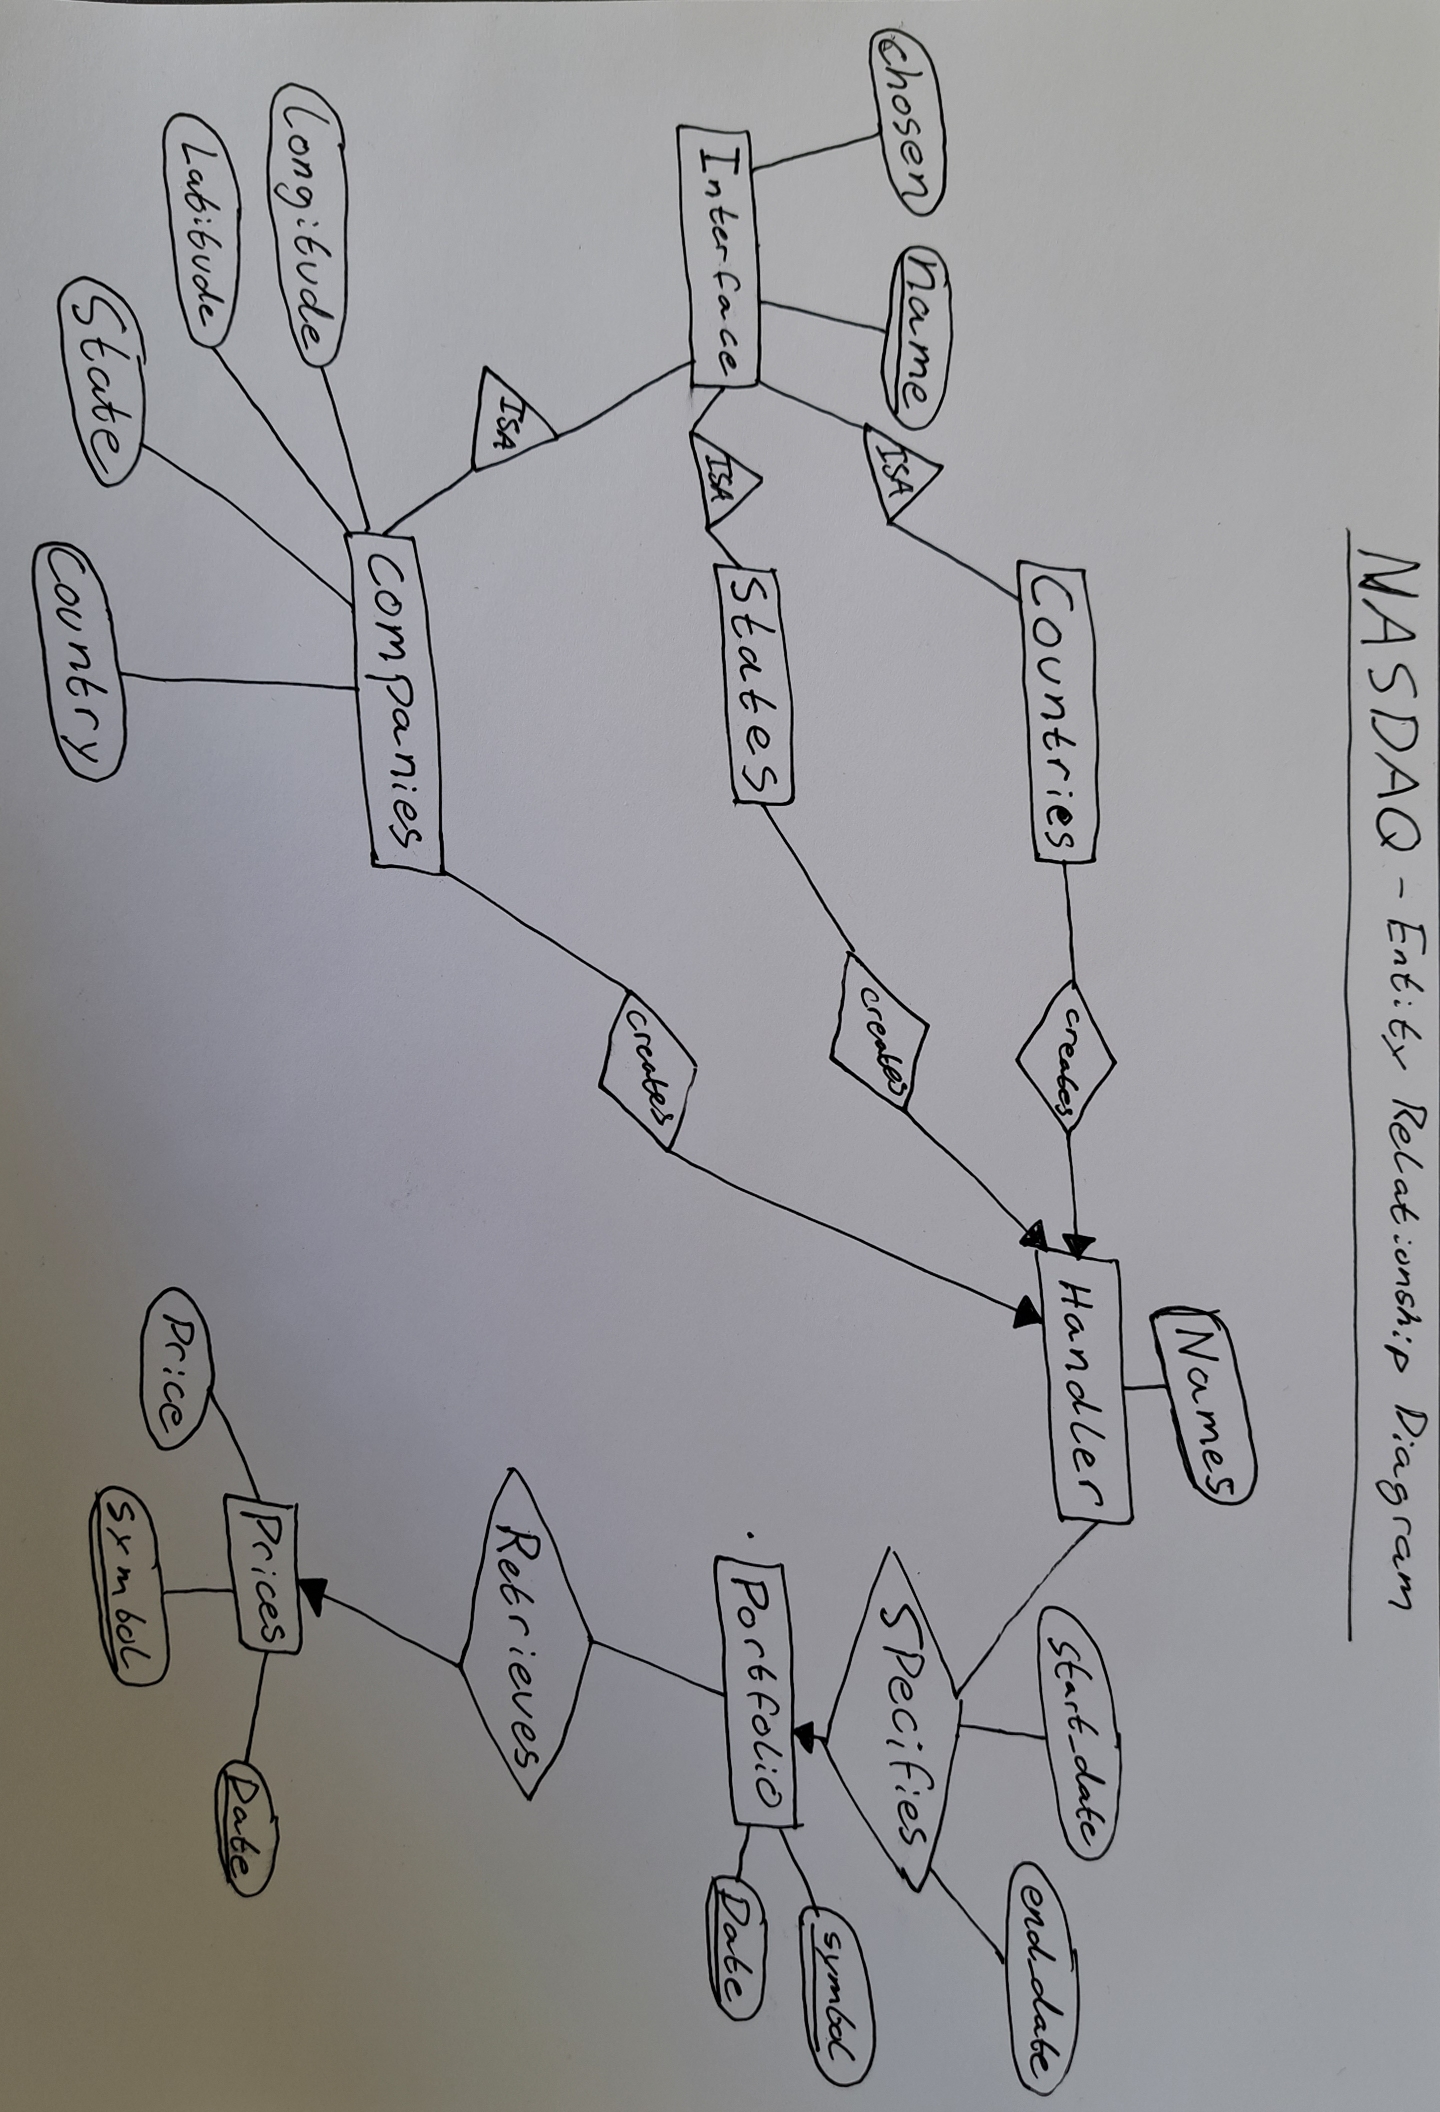 NASDAQ - Entity Relationship Diagram
Names
Handler
start_date
end_date
Countries
creates
chosen
name
ISA
creates
Specifies
symbol
Interface
ISA
States
Portfolio
Date
creates
ISA
Retrieves
Companies
Longitude
Latitude
State
Country
Prices
Date
Price
symbol